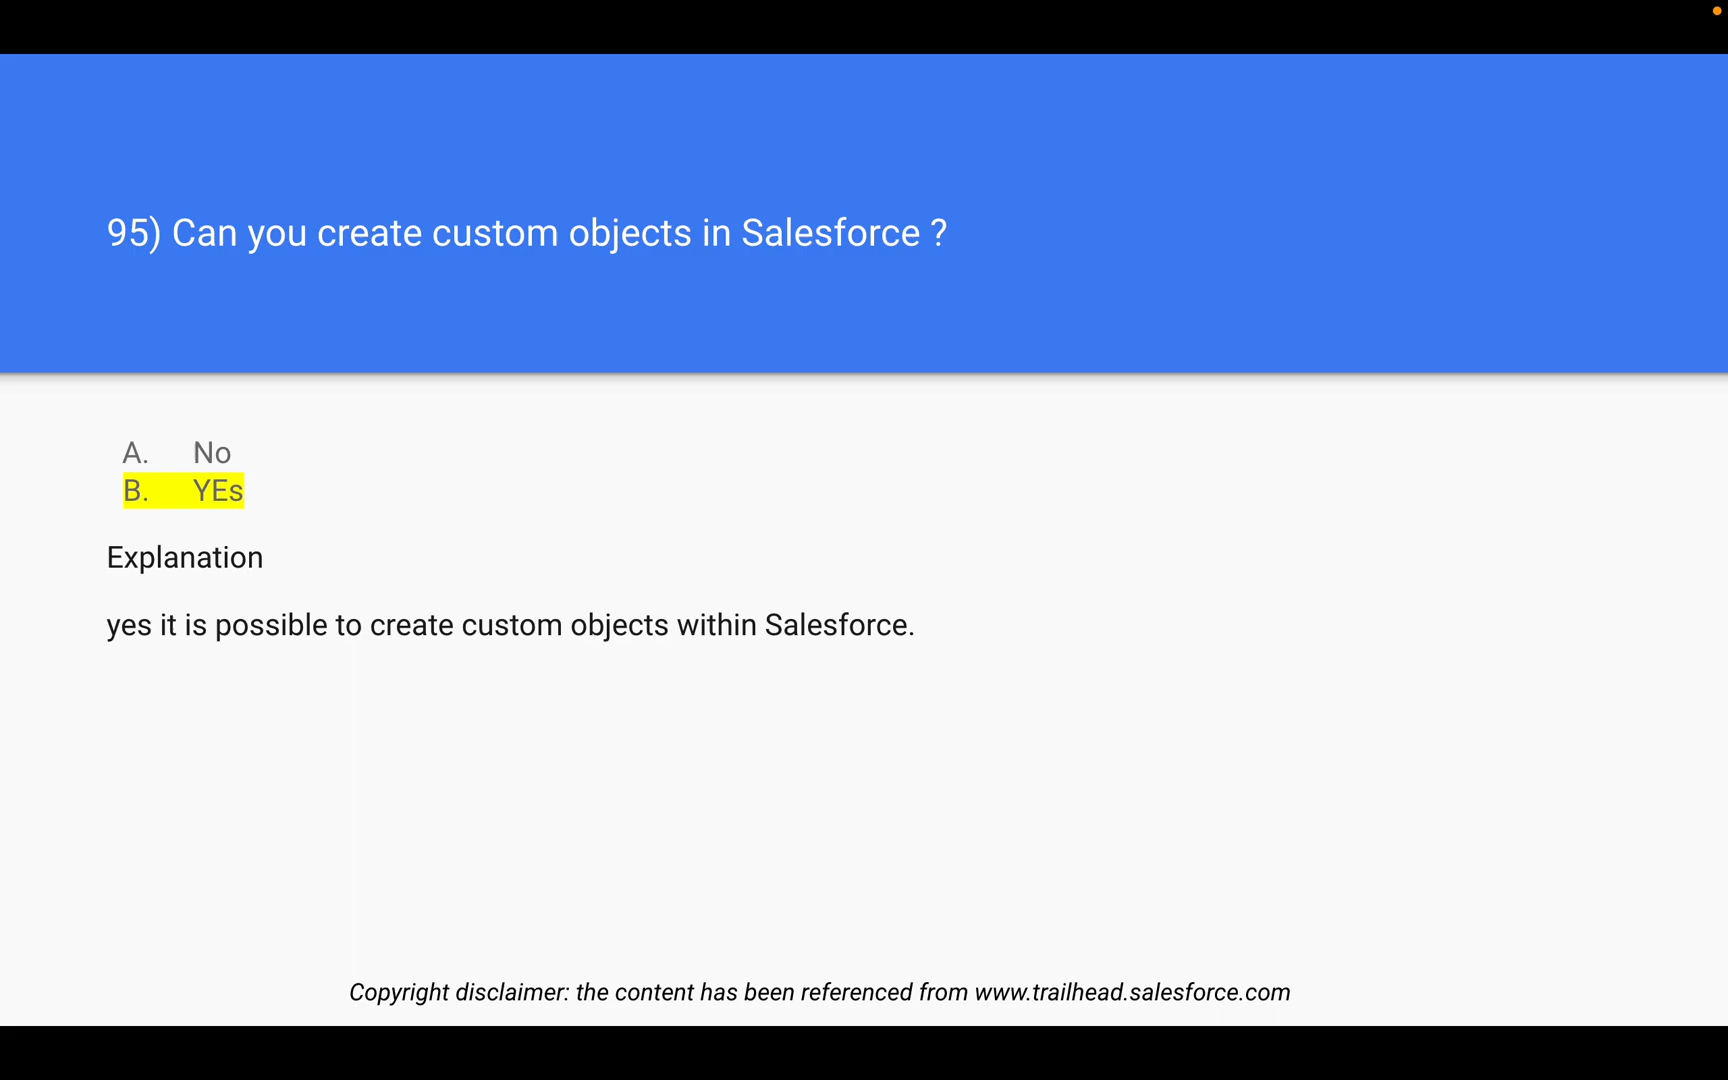 95) Can you create custom objects in Salesforce ?
A. No
B. YEs
Explanation
yes it is possible to create custom objects within Salesforce.
Copyright disclaimer: the content has been referenced from www.trailhead.salesforce.com